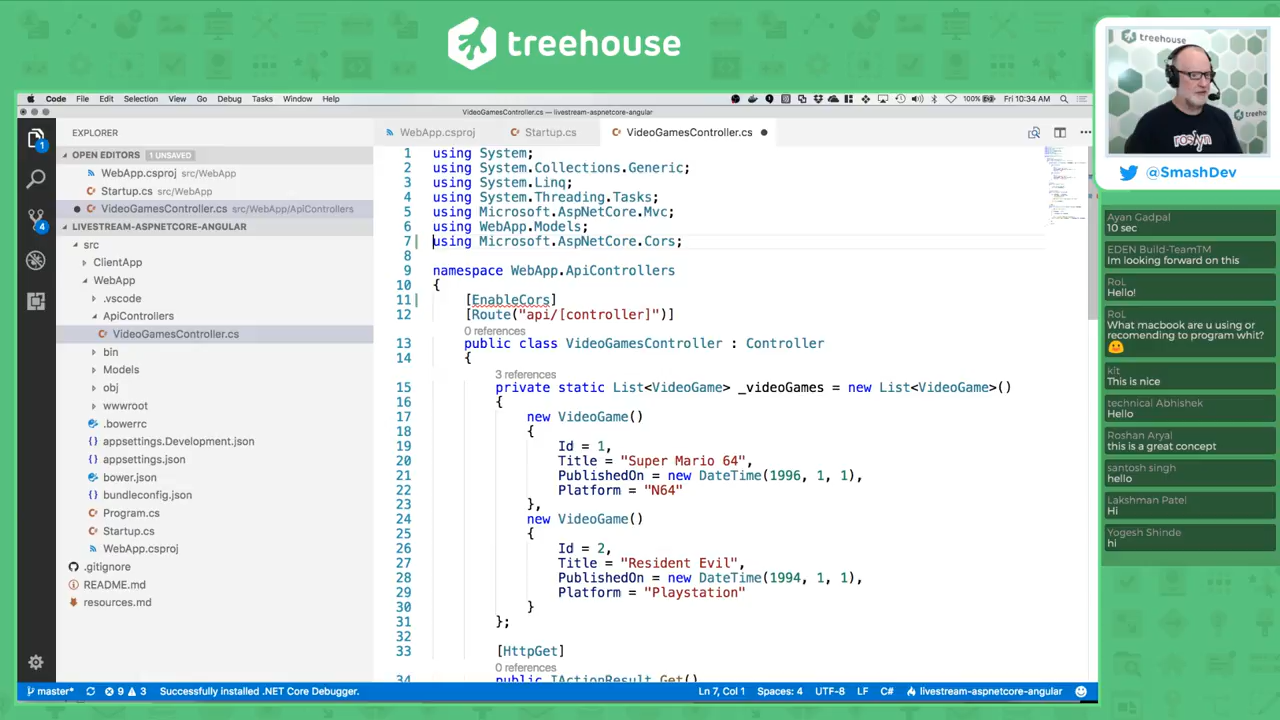 treehouse
Code File Edit Selection View Go Debug Tasks Window Help
100% Fri 10:34 AM
VideoGamesController.cs — livestream-aspnetcore-angular
EXPLORER
OPEN EDITORS 1 UNSAVED
WebApp.csproj src/WebApp
Startup.cs src/WebApp
VideoGamesController.cs src/WebApp/ApiControllers
LIVESTREAM-ASPNETCORE-ANGULAR
src
ClientApp
WebApp
.vscode
ApiControllers
VideoGamesController.cs
bin
Models
obj
wwwroot
.bowerrc
appsettings.Development.json
appsettings.json
bower.json
bundleconfig.json
Program.cs
Startup.cs
WebApp.csproj
.gitignore
README.md
resources.md
WebApp.csproj Startup.cs VideoGamesController.cs
1 using System;
2 using System.Collections.Generic;
3 using System.Linq;
4 using System.Threading.Tasks;
5 using Microsoft.AspNetCore.Mvc;
6 using WebApp.Models;
7 using Microsoft.AspNetCore.Cors;
8
9 namespace WebApp.ApiControllers
10 {
11 [EnableCors]
12 [Route("api/[controller]")]
0 references
13 public class VideoGamesController : Controller
14 {
3 references
15 private static List<VideoGame> _videoGames = new List<VideoGame>()
16 {
17 new VideoGame()
18 {
19 Id = 1,
20 Title = "Super Mario 64",
21 PublishedOn = new DateTime(1996, 1, 1),
22 Platform = "N64"
23 },
24 new VideoGame()
25 {
26 Id = 2,
27 Title = "Resident Evil",
28 PublishedOn = new DateTime(1994, 1, 1),
29 Platform = "Playstation"
30 }
31 };
32
33 [HttpGet]
0 references
34 public IActionResult Get()
master* 9 3 Successfully installed .NET Core Debugger.
Ln 7, Col 1 Spaces: 4 UTF-8 LF C# livestream-aspnetcore-angular
1
4
treehouse
treehouse
roslyn
@SmashDev
Ayan Gadpal
10 sec
EDEN Build-TeamTM
Im looking forward on this
RoL
Hello!
RoL
What macbook are u using or
recomending to program whit?
kit
This is nice
technical Abhishek
Hello
Roshan Aryal
this is a great concept
santosh singh
hello
Lakshman Patel
Hi
Yogesh Shinde
hi